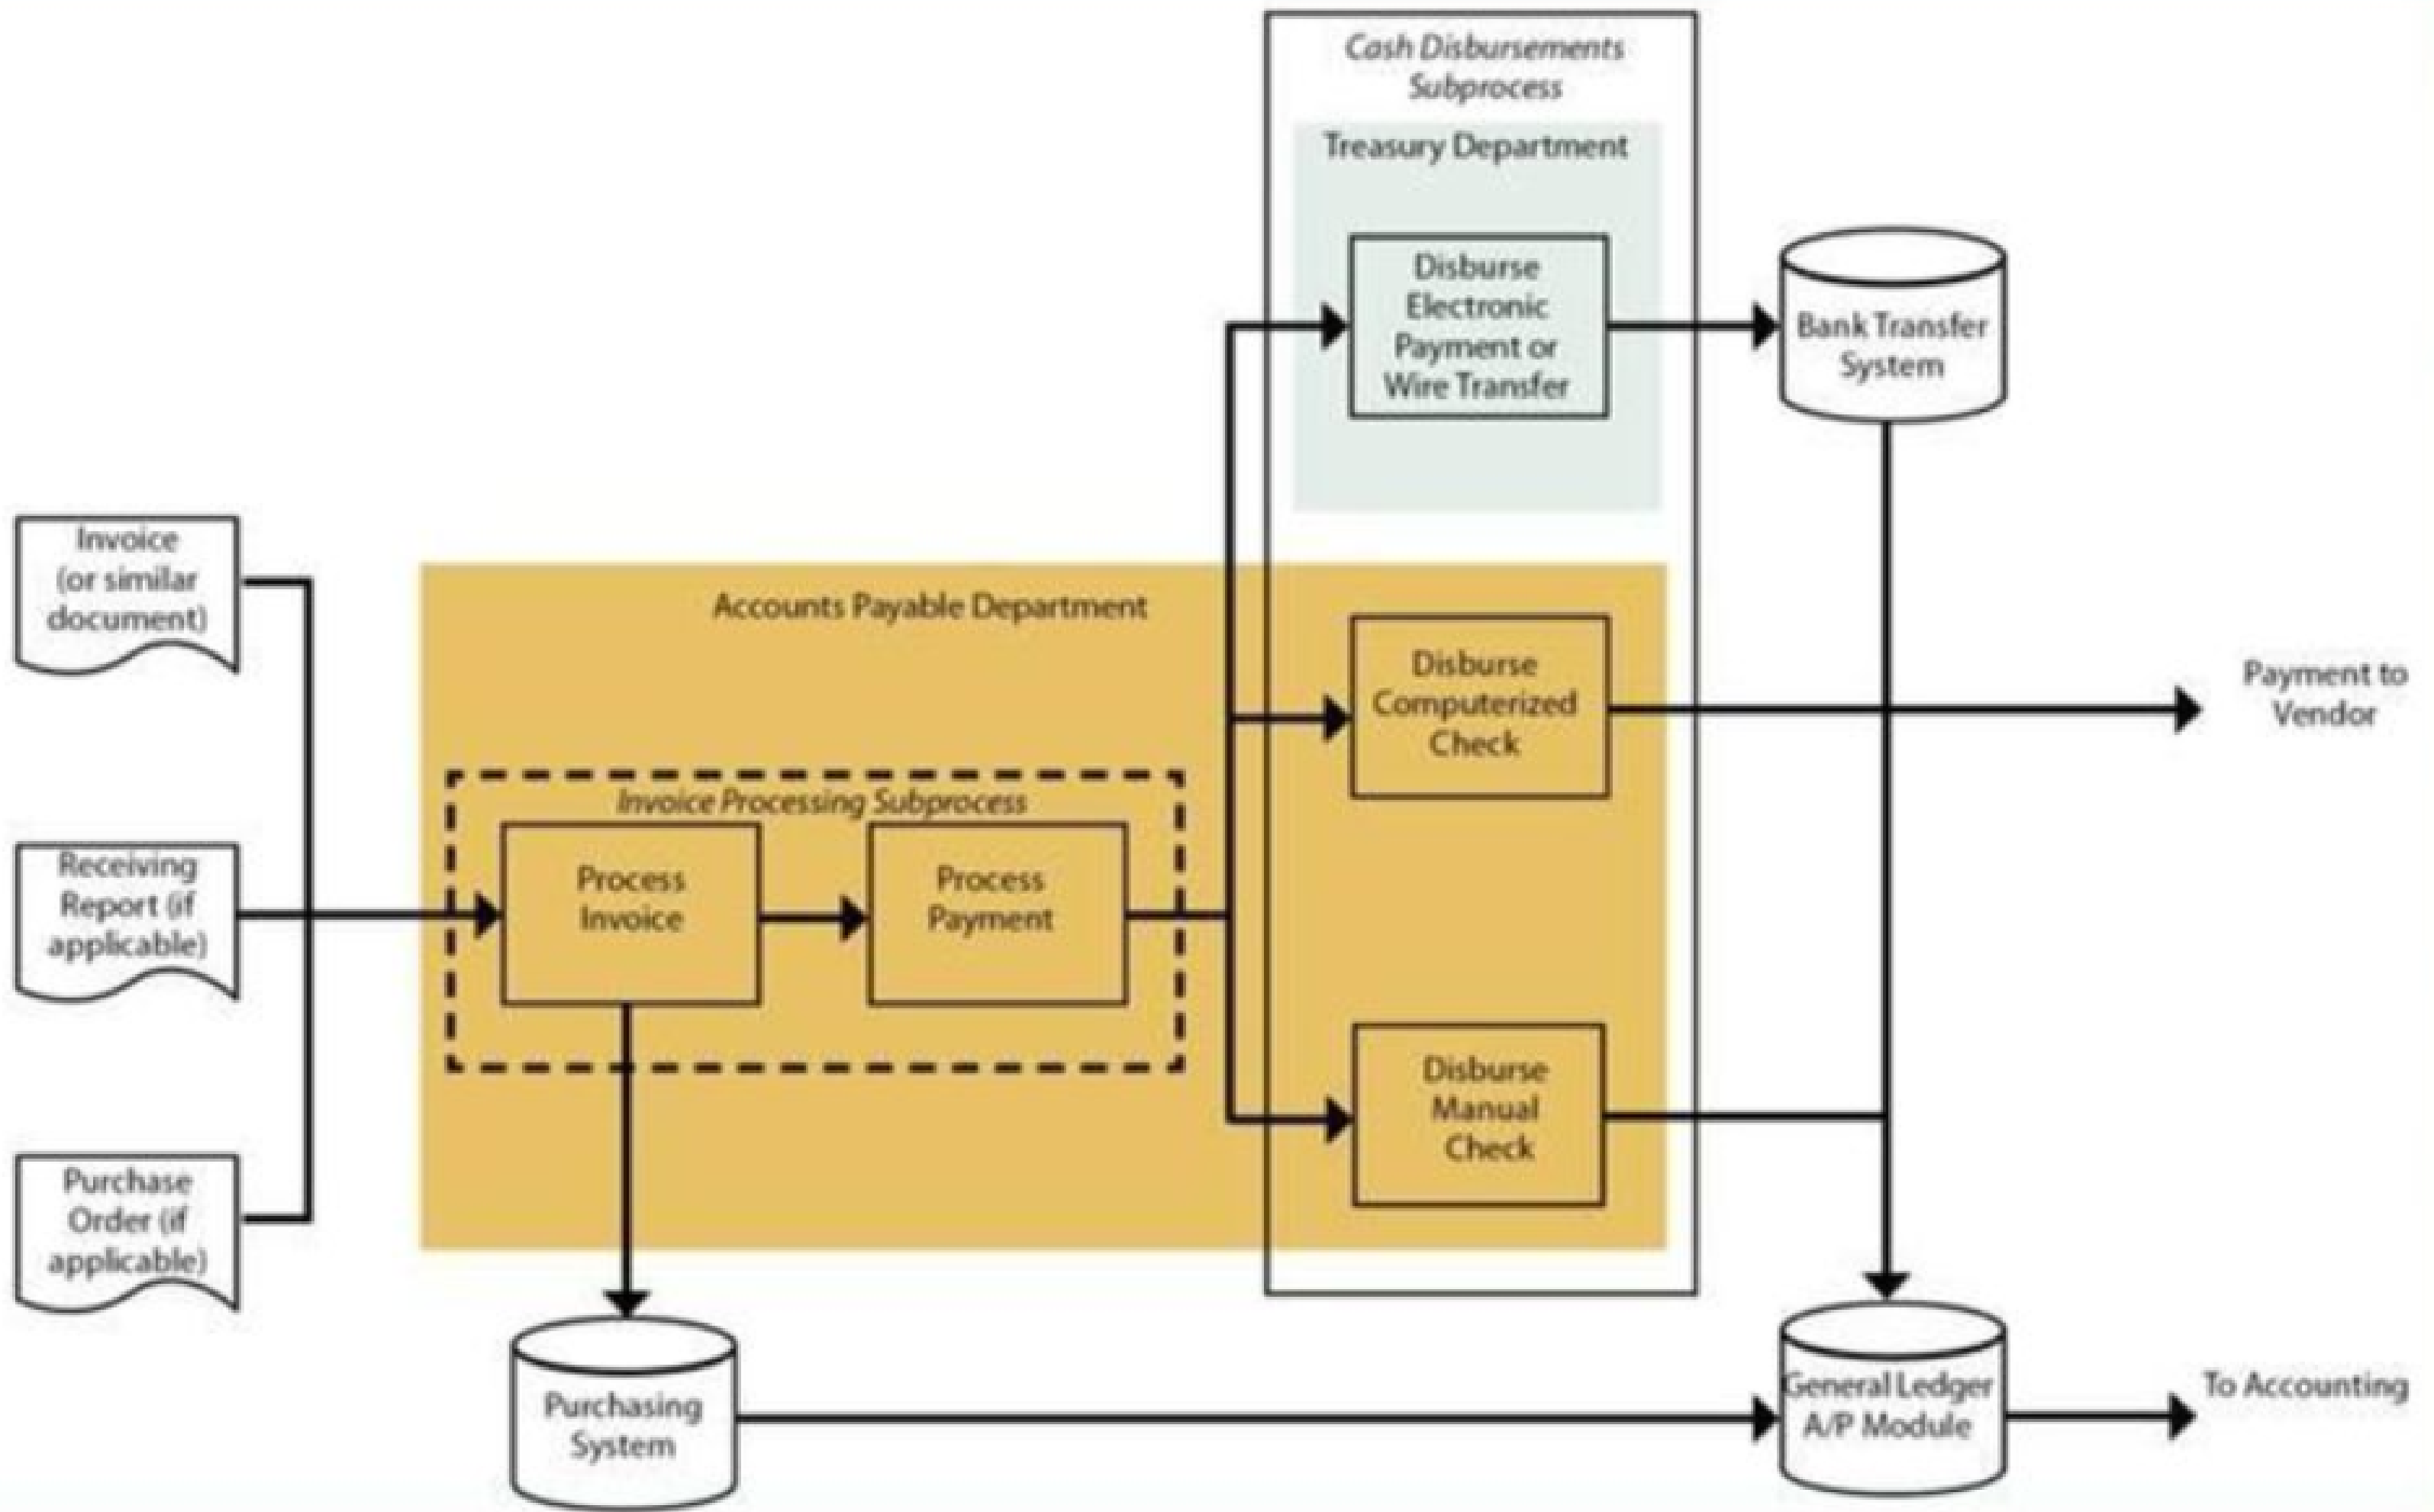 Cash Disbursements
Subprocess
Treasury Department
Disburse
Electronic
Payment or
Wire Transfer
Bank Transfer
System
Invoice
(or similar
document)
Accounts Payable Department
Disburse
Computerized
Check
Payment to
Vendor
Invoice Processing Subprocess
Receiving
Report (if
applicable)
Process
Invoice
Process
Payment
Disburse
Manual
Check
Purchase
Order (if
applicable)
Purchasing
System
General Ledger
A/P Module
To Accounting